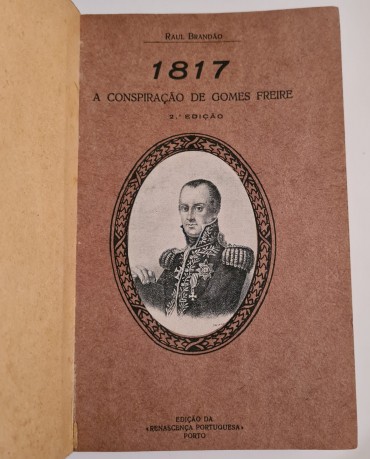 RAUL BRANDÃO
1817
A CONSPIRAÇÃO DE GOMES FREIRE
2.ª EDIÇÃO
EDIÇÃO DA
«RENASCENÇA PORTUGUESA»
PORTO